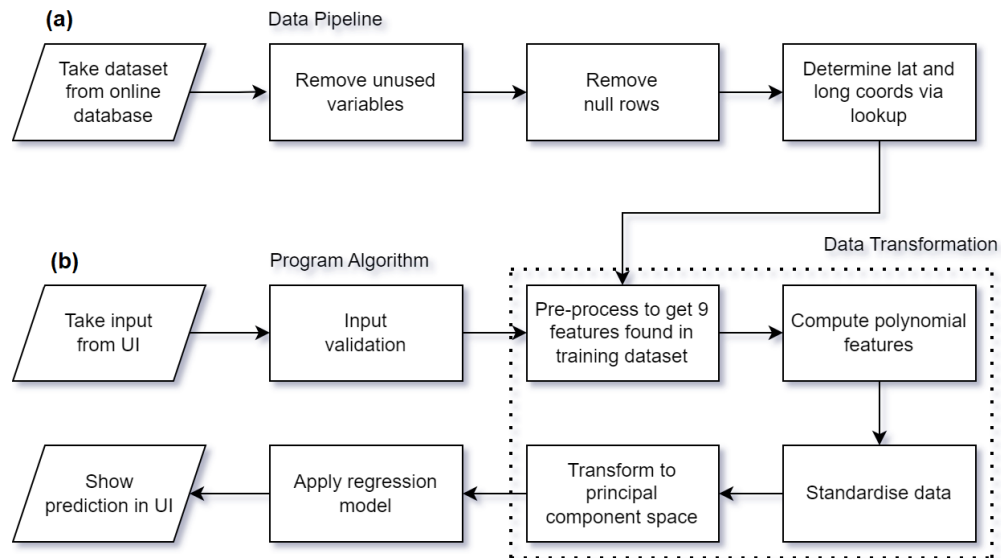 (a)
Data Pipeline
Take dataset
from online
database
Remove unused
variables
Remove
null rows
Determine lat and
long coords via
lookup
Data Transformation
(b)
Program Algorithm
Take input
from UI
Input
validation
Pre-process to get 9
features found in
training dataset
Compute polynomial
features
Show
prediction in UI
Apply regression
model
Transform to
principal
component space
Standardise data